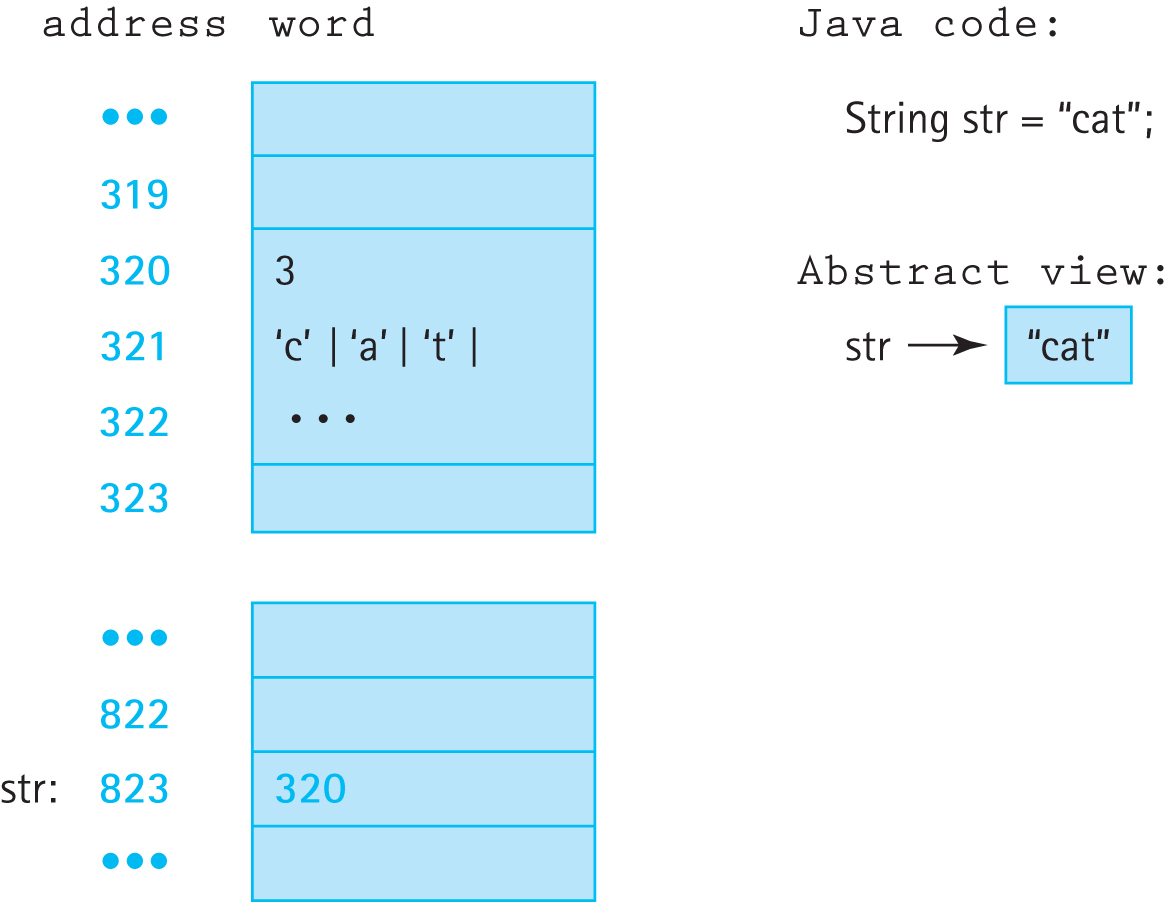 address word
•••
319
320 3
321 ‘c’ | ‘a’ | ‘t’ |
322 • • •
323
•••
822
str: 823 320
•••
Java code:
String str = “cat”;
Abstract view:
str “cat”